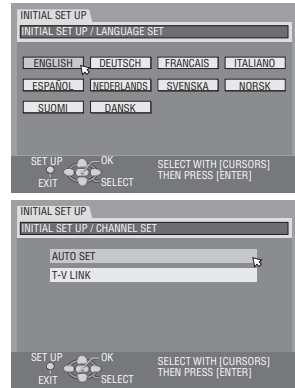 INITIAL SET UP
INITIAL SET UP / LANGUAGE SET
ENGLISH DEUTSCH FRANCAIS ITALIANO
ESPAÑOL NEDERLANDS SVENSKA NORSK
SUOMI DANSK
SET UP OK
EXIT SELECT
SELECT WITH [CURSORS]
THEN PRESS [ENTER]
INITIAL SET UP
INITIAL SET UP / CHANNEL SET
AUTO SET
T-V LINK
SET UP OK
EXIT SELECT
SELECT WITH [CURSORS]
THEN PRESS [ENTER]